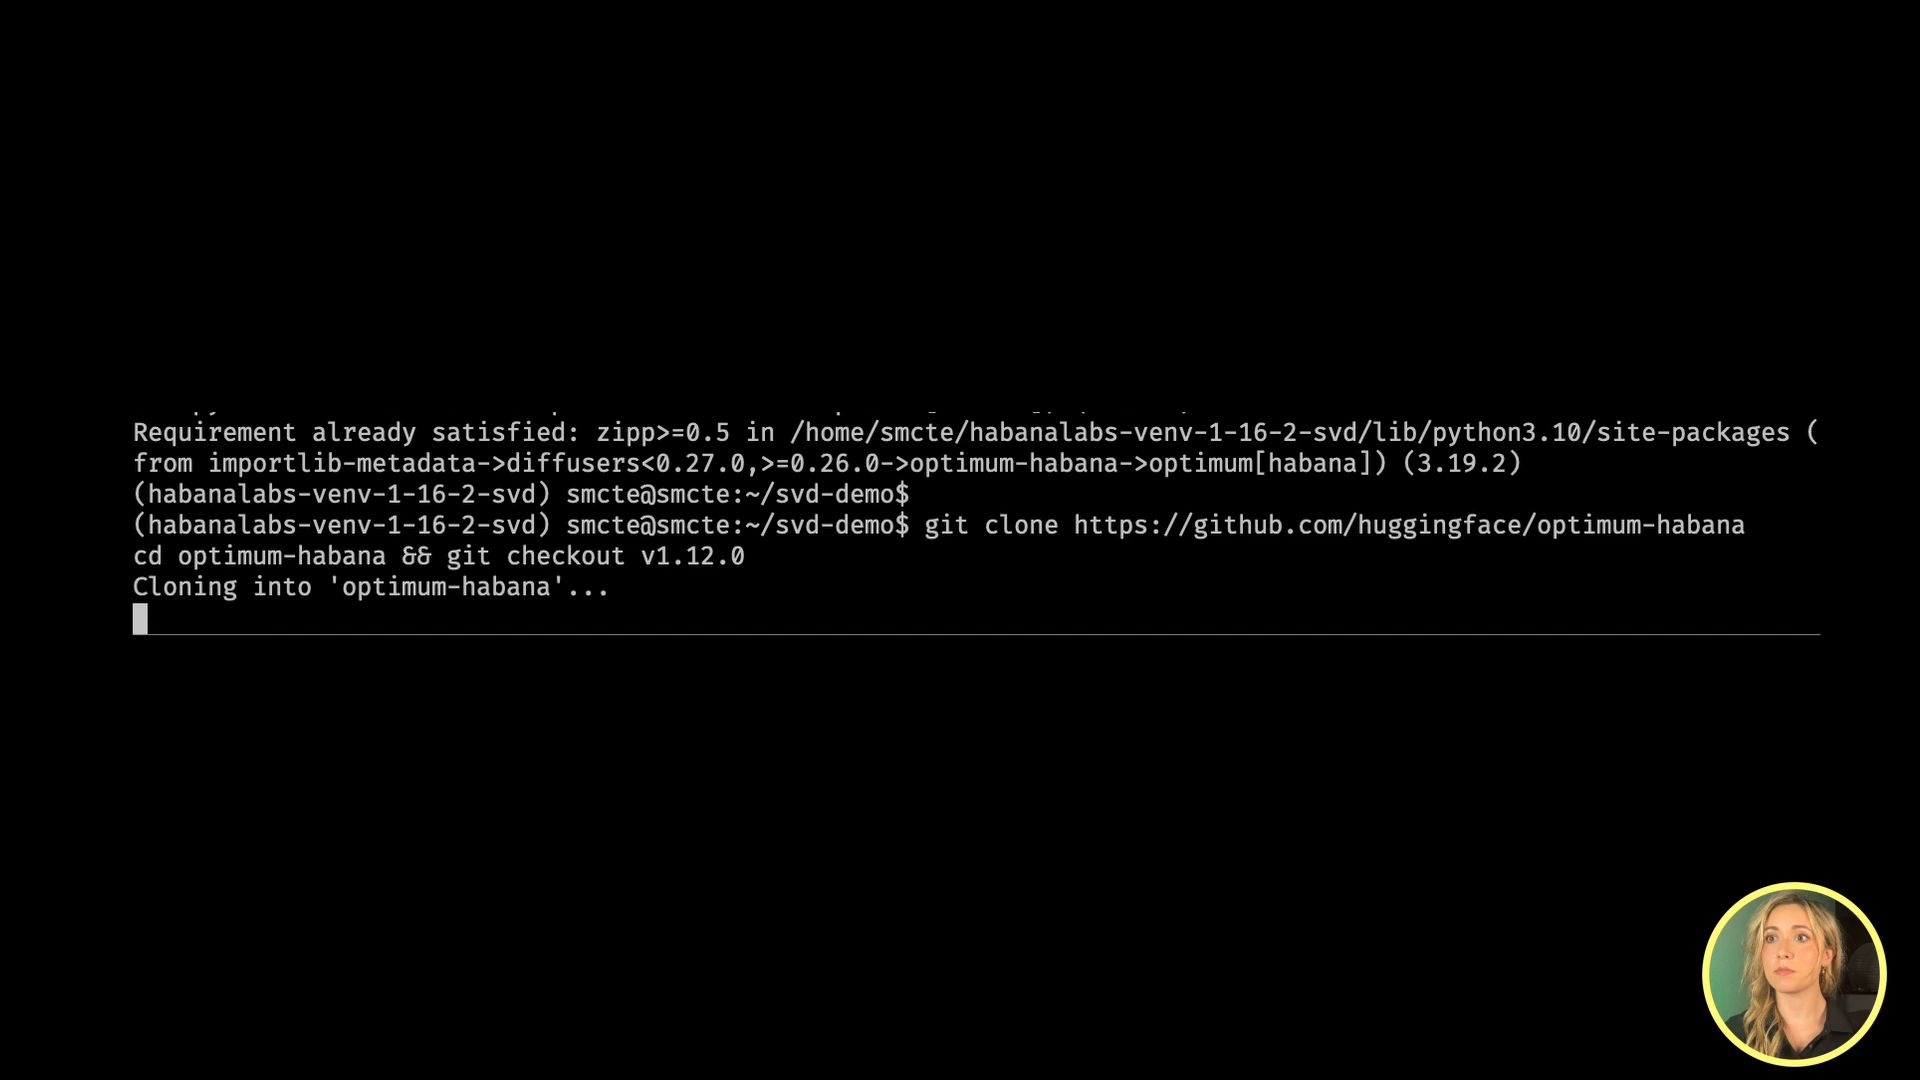 Requirement already satisfied: zipp>=0.5 in /home/smcte/habanalabs-venv-1-16-2-svd/lib/python3.10/site-packages (
from importlib-metadata->diffusers<0.27.0,>=0.26.0->optimum-habana->optimum[habana]) (3.19.2)
(habanalabs-venv-1-16-2-svd) smcte@smcte:~/svd-demo$
(habanalabs-venv-1-16-2-svd) smcte@smcte:~/svd-demo$ git clone https://github.com/huggingface/optimum-habana
cd optimum-habana && git checkout v1.12.0
Cloning into 'optimum-habana'...